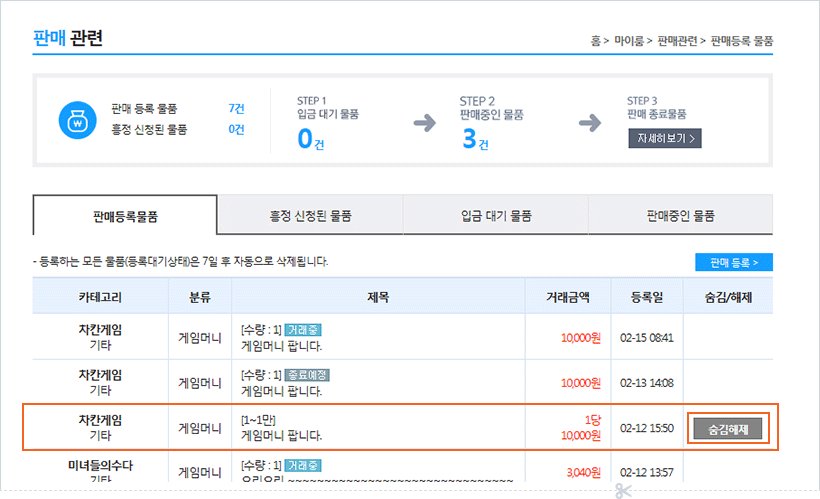 판매 관련
홈 > 마이룸 > 판매관련 > 판매등록 물품
판매 등록 물품 7건
흥정 신청된 물품 0건
STEP 1
입금 대기 물품
0건
STEP 2
판매중인 물품
3건
STEP 3
판매 종료물품
자세히보기 >
판매등록물품 흥정 신청된 물품 입금 대기 물품 판매중인 물품
- 등록하는 모든 물품(등록대기상태)은 7일 후 자동으로 삭제됩니다.
판매 등록 >
카테고리 분류 제목 거래금액 등록일 숨김/해제
차칸게임
기타
게임머니
[수량 : 1] 거래중
게임머니 팝니다.
10,000원
02-15 08:41
차칸게임
기타
게임머니
[수량 : 1] 종료예정
게임머니 팝니다.
10,000원
02-13 14:08
차칸게임
기타
게임머니
[1~1만]
게임머니 팝니다.
1당
10,000원
02-12 15:50
숨김해제
미녀들의수다
기타
게임머니
[수량 : 1] 거래중
3,040원
02-12 13:57